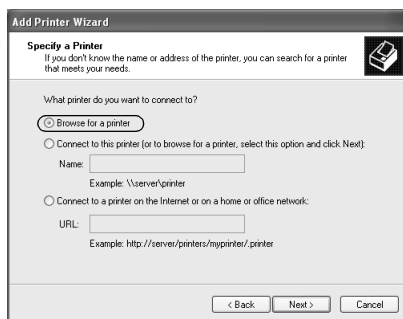 Add Printer Wizard
Specify a Printer
If you don't know the name or address of the printer, you can search for a printer
that meets your needs.
What printer do you want to connect to?
Browse for a printer
Connect to this printer (or to browse for a printer, select this option and click Next):
Name:
Example: \\server\printer
Connect to a printer on the Internet or on a home or office network:
URL:
Example: http://server/printers/myprinter/.printer
< Back Next > Cancel